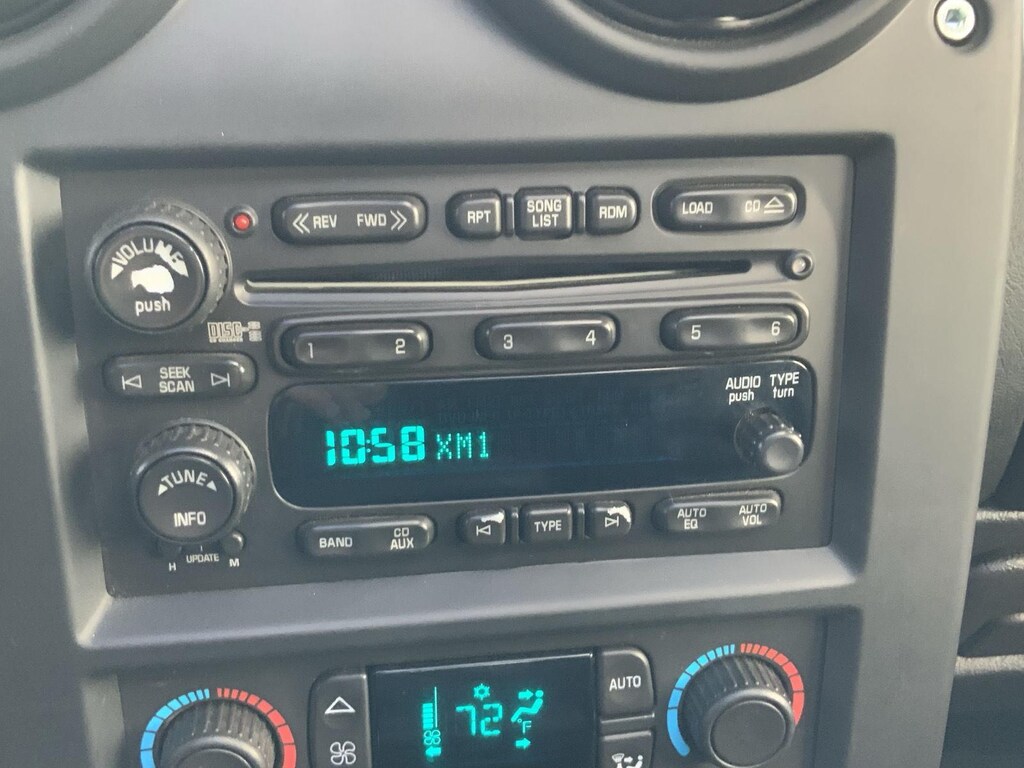 REV FWD
RPT
SONG
LIST
RDM
LOAD CD
VOLUME
push
DISC
1 2
3 4
5 6
SEEK
SCAN
AUDIO TYPE
push turn
10:58 XM1
TUNE
INFO
H UPDATE M
BAND CD
AUX
TYPE
AUTO AUTO
EQ VOL
AUTO
72 °F